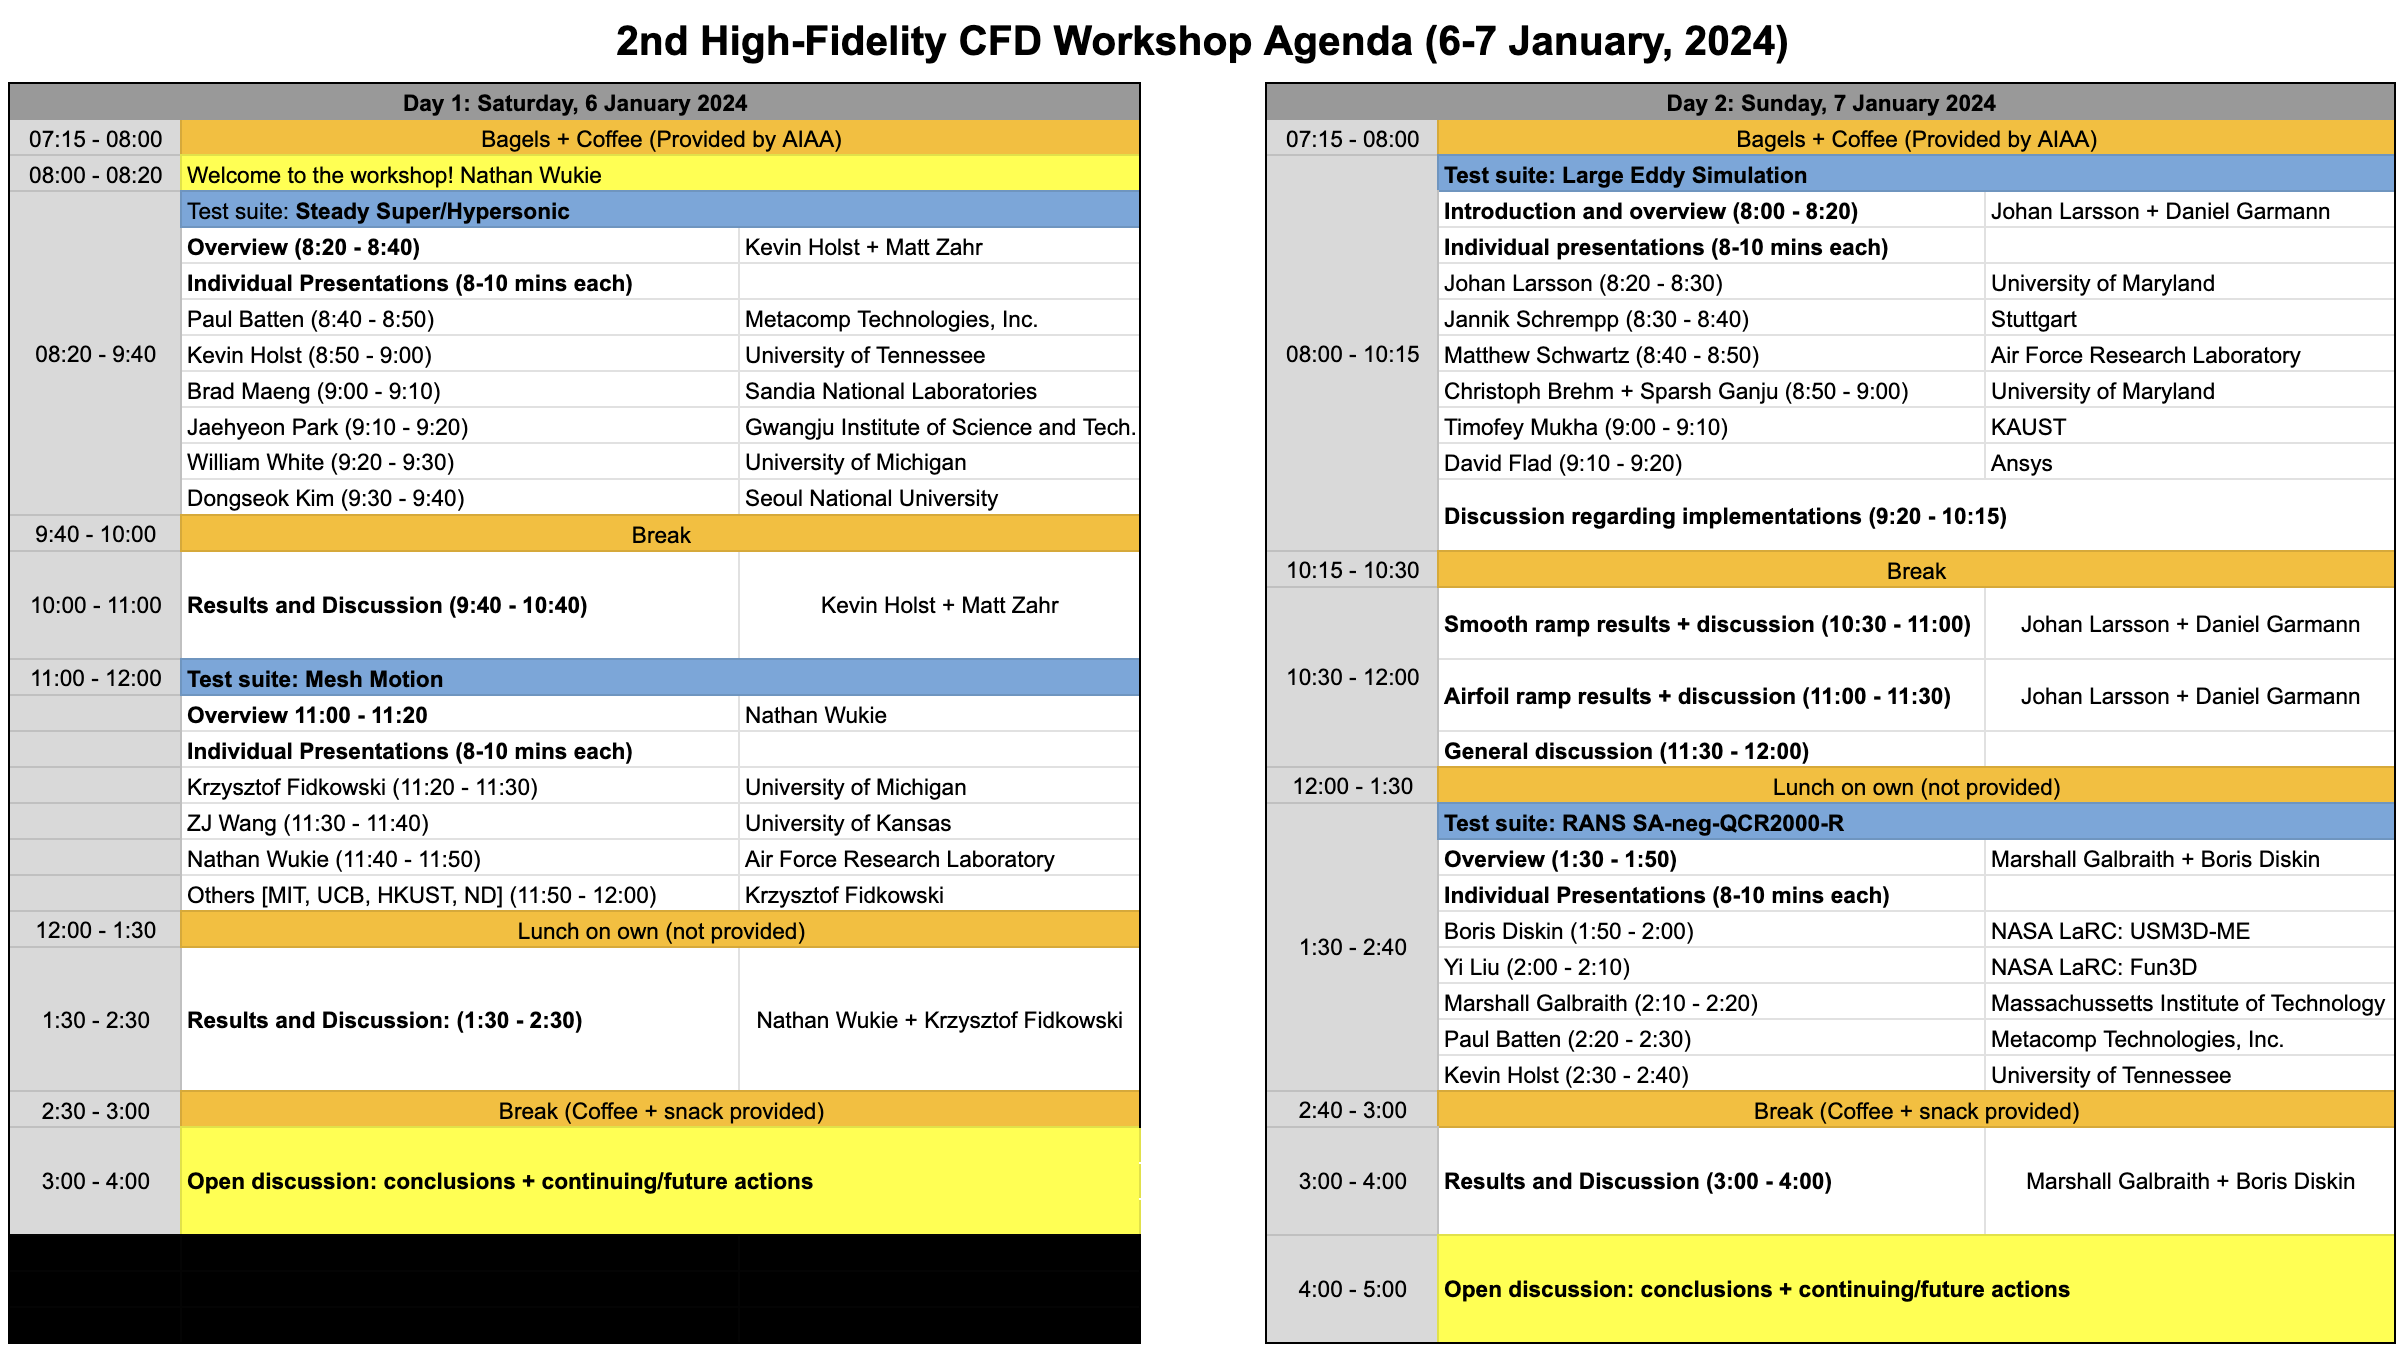 2nd High-Fidelity CFD Workshop Agenda (6-7 January, 2024)
Day 1: Saturday, 6 January 2024
07:15 - 08:00 Bagels + Coffee (Provided by AIAA)
08:00 - 08:20 Welcome to the workshop! Nathan Wukie
08:20 - 9:40
Test suite: Steady Super/Hypersonic
Overview (8:20 - 8:40) Kevin Holst + Matt Zahr
Individual Presentations (8-10 mins each)
Paul Batten (8:40 - 8:50) Metacomp Technologies, Inc.
Kevin Holst (8:50 - 9:00) University of Tennessee
Brad Maeng (9:00 - 9:10) Sandia National Laboratories
Jaehyeon Park (9:10 - 9:20) Gwangju Institute of Science and Tech.
William White (9:20 - 9:30) University of Michigan
Dongseok Kim (9:30 - 9:40) Seoul National University
9:40 - 10:00 Break
10:00 - 11:00 Results and Discussion (9:40 - 10:40) Kevin Holst + Matt Zahr
11:00 - 12:00 Test suite: Mesh Motion
Overview 11:00 - 11:20 Nathan Wukie
Individual Presentations (8-10 mins each)
Krzysztof Fidkowski (11:20 - 11:30) University of Michigan
ZJ Wang (11:30 - 11:40) University of Kansas
Nathan Wukie (11:40 - 11:50) Air Force Research Laboratory
Others [MIT, UCB, HKUST, ND] (11:50 - 12:00) Krzysztof Fidkowski
12:00 - 1:30 Lunch on own (not provided)
1:30 - 2:30 Results and Discussion: (1:30 - 2:30) Nathan Wukie + Krzysztof Fidkowski
2:30 - 3:00 Break (Coffee + snack provided)
3:00 - 4:00 Open discussion: conclusions + continuing/future actions
Day 2: Sunday, 7 January 2024
07:15 - 08:00 Bagels + Coffee (Provided by AIAA)
08:00 - 10:15
Test suite: Large Eddy Simulation
Introduction and overview (8:00 - 8:20) Johan Larsson + Daniel Garmann
Individual presentations (8-10 mins each)
Johan Larsson (8:20 - 8:30) University of Maryland
Jannik Schrempp (8:30 - 8:40) Stuttgart
Matthew Schwartz (8:40 - 8:50) Air Force Research Laboratory
Christoph Brehm + Sparsh Ganju (8:50 - 9:00) University of Maryland
Timofey Mukha (9:00 - 9:10) KAUST
David Flad (9:10 - 9:20) Ansys
Discussion regarding implementations (9:20 - 10:15)
10:15 - 10:30 Break
10:30 - 12:00
Smooth ramp results + discussion (10:30 - 11:00) Johan Larsson + Daniel Garmann
Airfoil ramp results + discussion (11:00 - 11:30) Johan Larsson + Daniel Garmann
General discussion (11:30 - 12:00)
12:00 - 1:30 Lunch on own (not provided)
1:30 - 2:40
Test suite: RANS SA-neg-QCR2000-R
Overview (1:30 - 1:50) Marshall Galbraith + Boris Diskin
Individual Presentations (8-10 mins each)
Boris Diskin (1:50 - 2:00) NASA LaRC: USM3D-ME
Yi Liu (2:00 - 2:10) NASA LaRC: Fun3D
Marshall Galbraith (2:10 - 2:20) Massachussetts Institute of Technology
Paul Batten (2:20 - 2:30) Metacomp Technologies, Inc.
Kevin Holst (2:30 - 2:40) University of Tennessee
2:40 - 3:00 Break (Coffee + snack provided)
3:00 - 4:00 Results and Discussion (3:00 - 4:00) Marshall Galbraith + Boris Diskin
4:00 - 5:00 Open discussion: conclusions + continuing/future actions